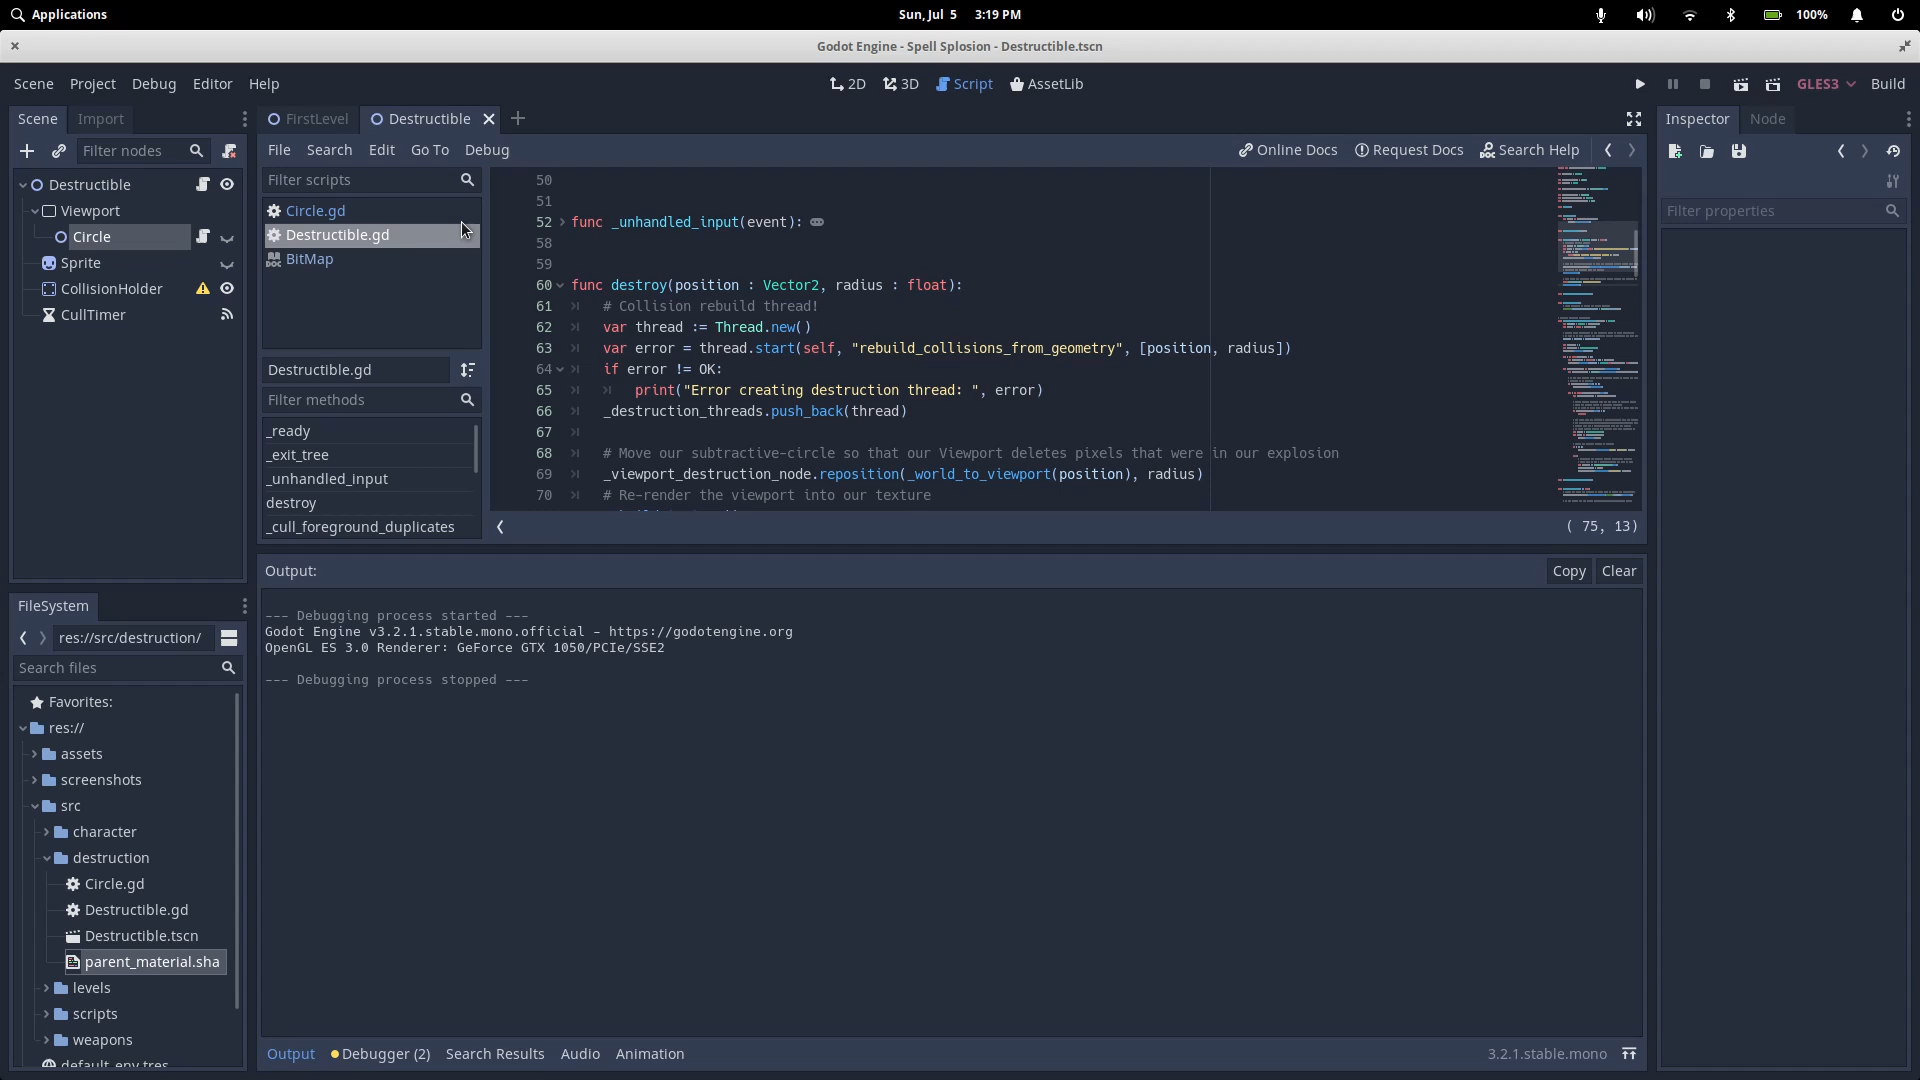 Applications
Sun, Jul 5 3:19 PM
100%
Godot Engine - Spell Splosion - Destructible.tscn
Scene Project Debug Editor Help
2D 3D Script AssetLib
GLES3 Build
Scene Import
Filter nodes
Destructible
Viewport
Circle
Sprite
CollisionHolder
CullTimer
FirstLevel Destructible
File Search Edit Go To Debug
Online Docs Request Docs Search Help
Filter scripts
Circle.gd
Destructible.gd
BitMap
Destructible.gd
Filter methods
_ready
_exit_tree
_unhandled_input
destroy
_cull_foreground_duplicates
50
51
52 func _unhandled_input(event):
58
59
60 func destroy(position : Vector2, radius : float):
61 # Collision rebuild thread!
62 var thread := Thread.new()
63 var error = thread.start(self, "rebuild_collisions_from_geometry", [position, radius])
64 if error != OK:
65 print("Error creating destruction thread: ", error)
66 _destruction_threads.push_back(thread)
67
68 # Move our subtractive-circle so that our Viewport deletes pixels that were in our explosion
69 _viewport_destruction_node.reposition(_world_to_viewport(position), radius)
70 # Re-render the viewport into our texture
( 75, 13)
Inspector Node
Filter properties
Output:
Copy Clear
--- Debugging process started ---
Godot Engine v3.2.1.stable.mono.official - https://godotengine.org
OpenGL ES 3.0 Renderer: GeForce GTX 1050/PCIe/SSE2
--- Debugging process stopped ---
FileSystem
res://src/destruction/
Search files
Favorites:
res://
assets
screenshots
src
character
destruction
Circle.gd
Destructible.gd
Destructible.tscn
parent_material.sha
levels
scripts
weapons
default_env.tres
Output Debugger (2) Search Results Audio Animation
3.2.1.stable.mono